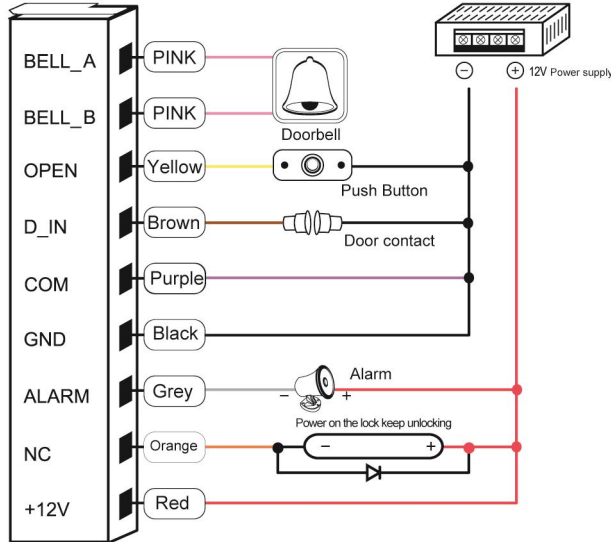 BELL_A PINK
BELL_B PINK
Doorbell
− + 12V Power supply
OPEN Yellow
Push Button
D_IN Brown
Door contact
COM Purple
GND Black
ALARM Grey
− + Alarm
Power on the lock keep unlocking
NC Orange − +
+12V Red